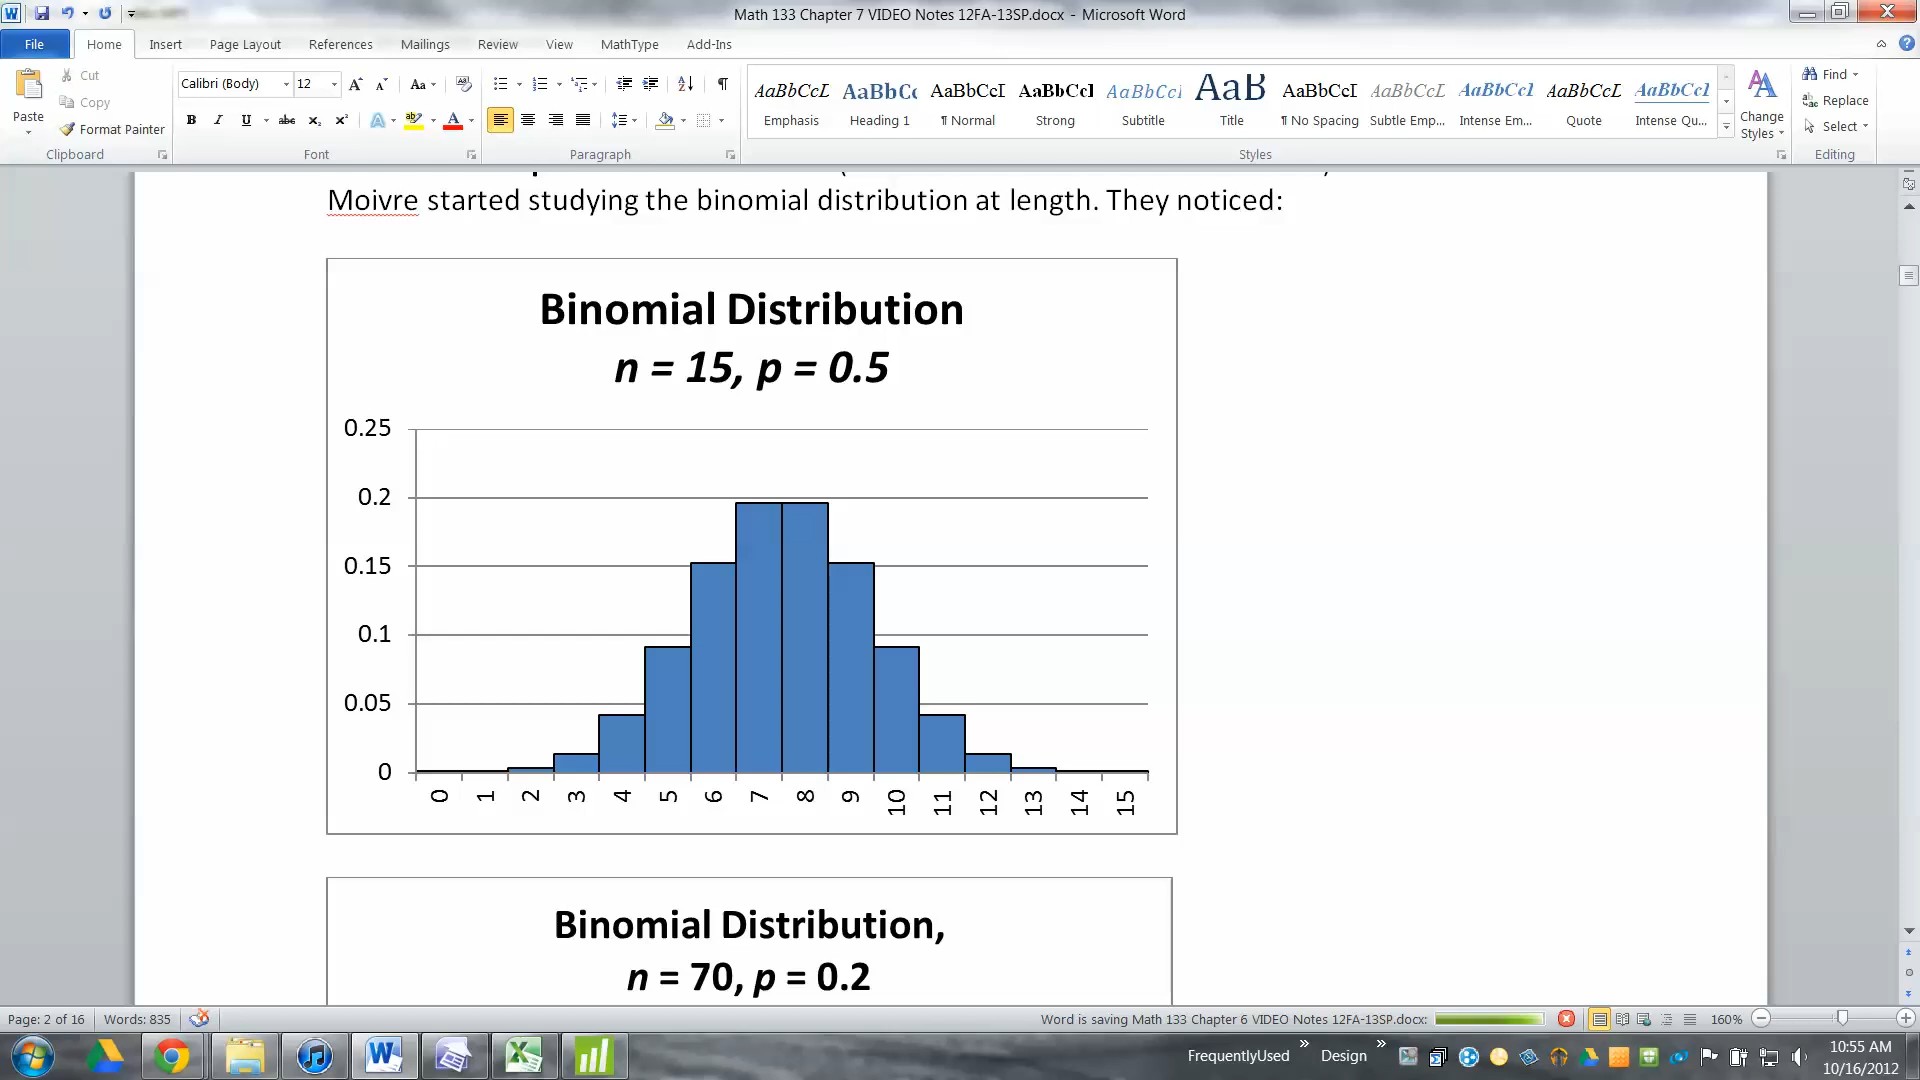 Math 133 Chapter 7 VIDEO Notes 12FA-13SP.docx - Microsoft Word
File Home Insert Page Layout References Mailings Review View MathType Add-Ins
Paste
Cut
Copy
Format Painter
Clipboard
Calibri (Body) 12
Font
Paragraph
AaBbCcL AaBbCc AaBbCcI AaBbCcI AaBbCcI AaB AaBbCcI AaBbCcL AaBbCcI AaBbCcL AaBbCcI
Emphasis Heading 1 ¶ Normal Strong Subtitle Title ¶ No Spacing Subtle Emp... Intense Em... Quote Intense Qu...
Styles
Change Styles
Find
Replace
Select
Editing
Moivre started studying the binomial distribution at length. They noticed:
Binomial Distribution
n = 15, p = 0.5
0.25
0.2
0.15
0.1
0.05
0
0 1 2 3 4 5 6 7 8 9 10 11 12 13 14 15
Binomial Distribution,
n = 70, p = 0.2
Page: 2 of 16 Words: 835 Word is saving Math 133 Chapter 6 VIDEO Notes 12FA-13SP.docx: 160%
FrequentlyUsed » Design » 10:55 AM
10/16/2012